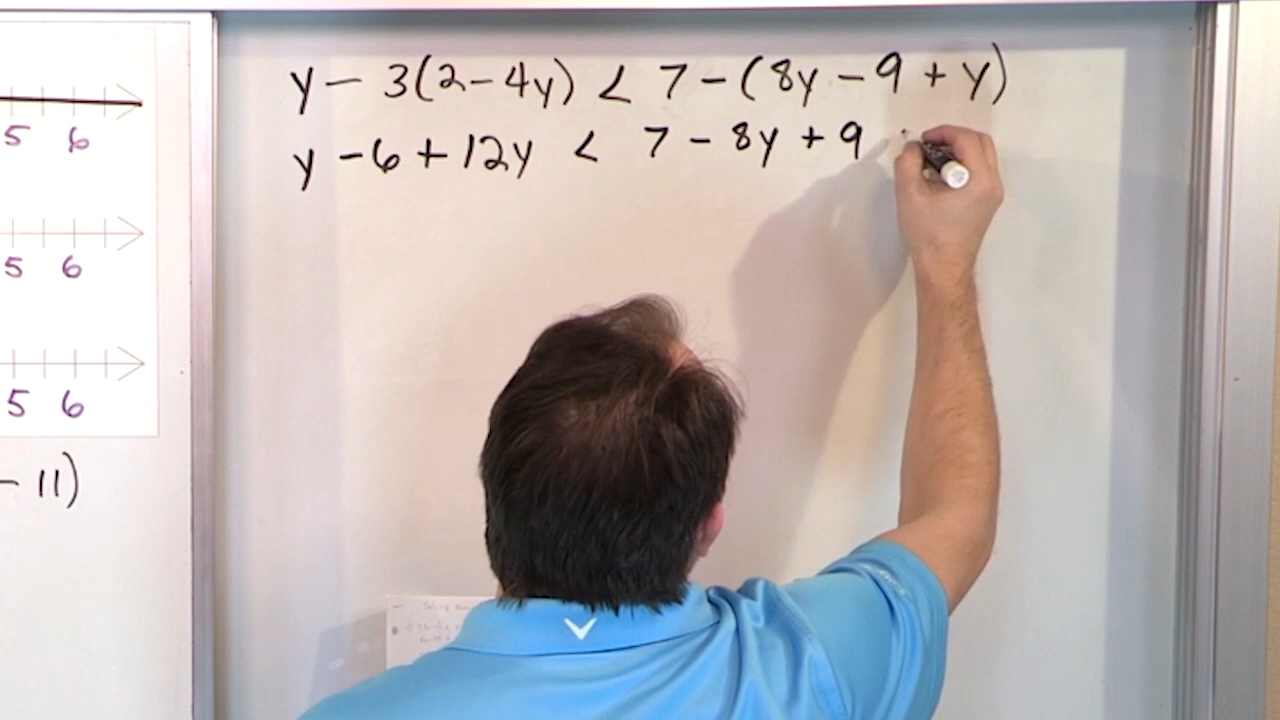 5 6
5 6
5 6
- 11)
y - 3(2 - 4y) < 7 - (8y - 9 + y)
y - 6 + 12y < 7 - 8y + 9